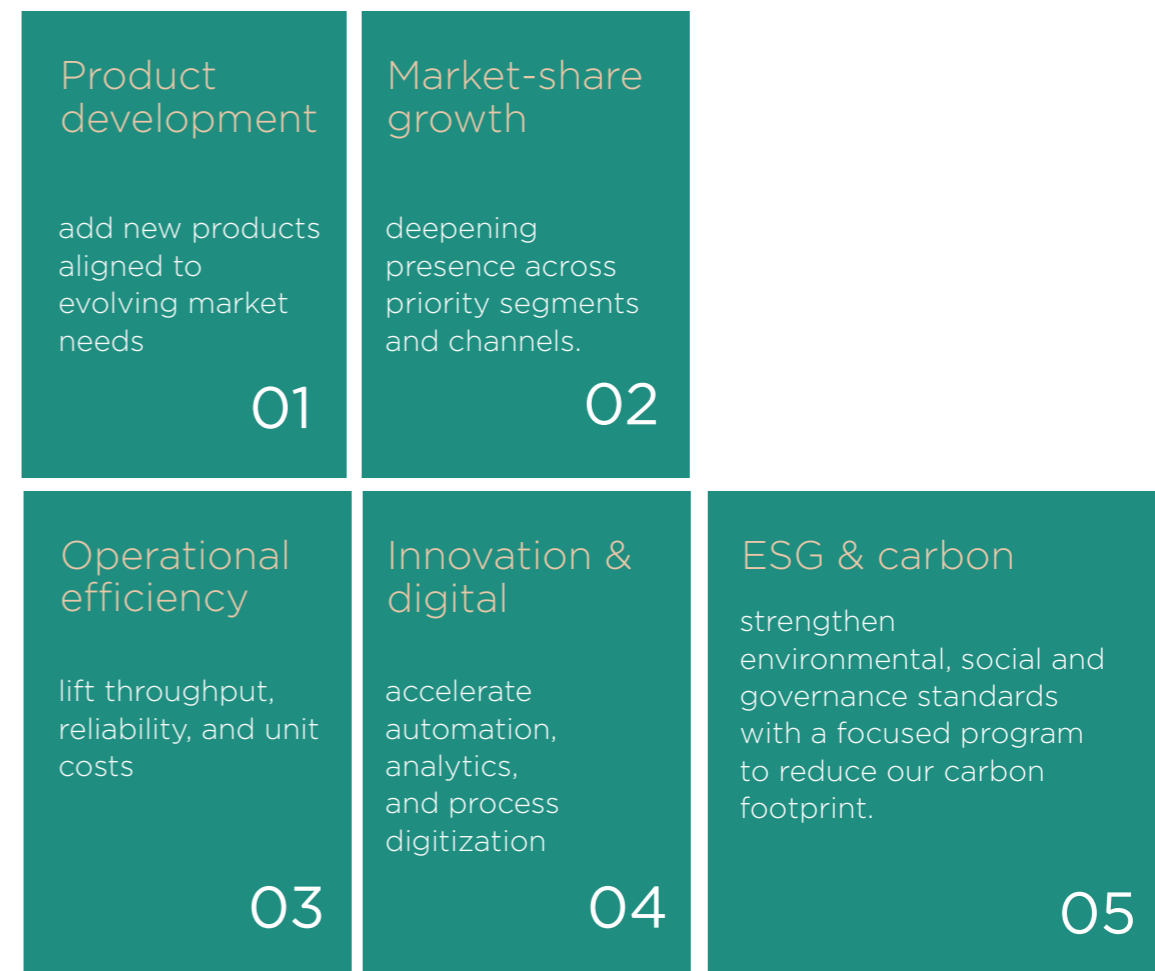 Product
development
add new products
aligned to
evolving market
needs
01
Market-share
growth
deepening
presence across
priority segments
and channels.
02
Operational
efficiency
lift throughput,
reliability, and unit
costs
03
Innovation &
digital
accelerate
automation,
analytics,
and process
digitization
04
ESG & carbon
strengthen
environmental, social and
governance standards
with a focused program
to reduce our carbon
footprint.
05